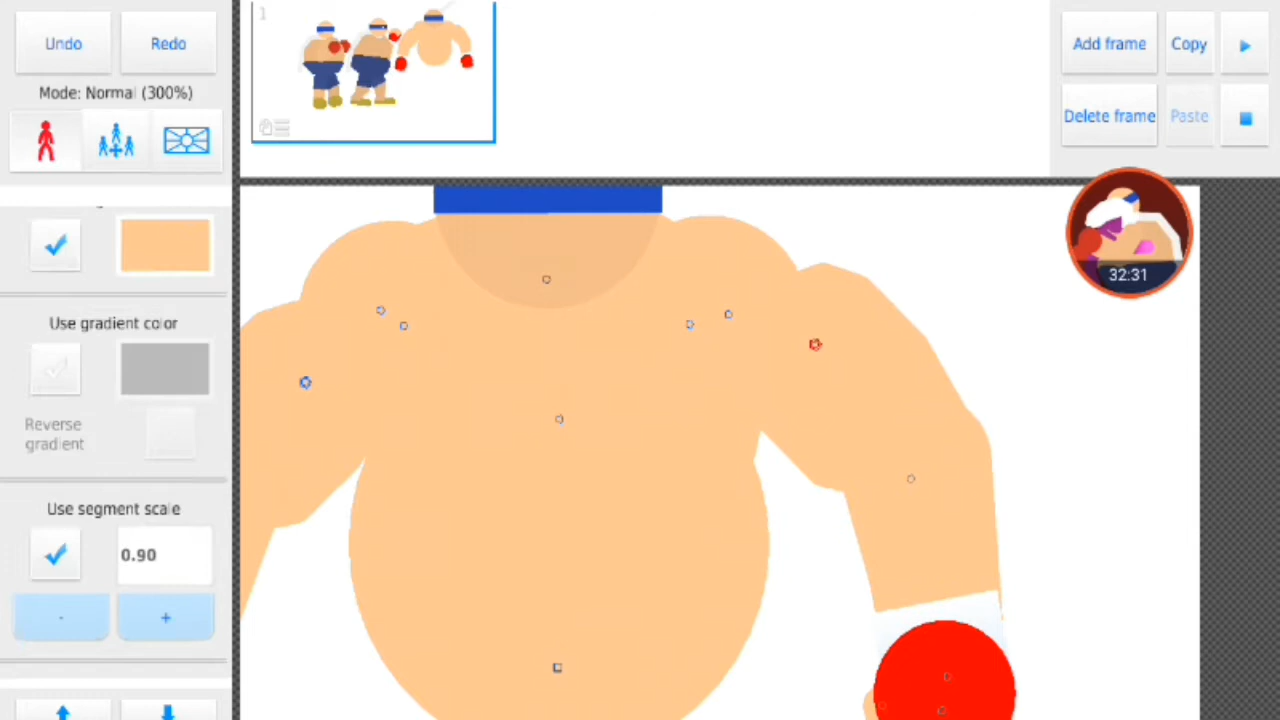 Undo
Redo
Mode: Normal (300%)
1
Add frame
Copy
Delete frame
Paste
32:31
Use gradient color
Reverse
gradient
Use segment scale
0.90
-
+